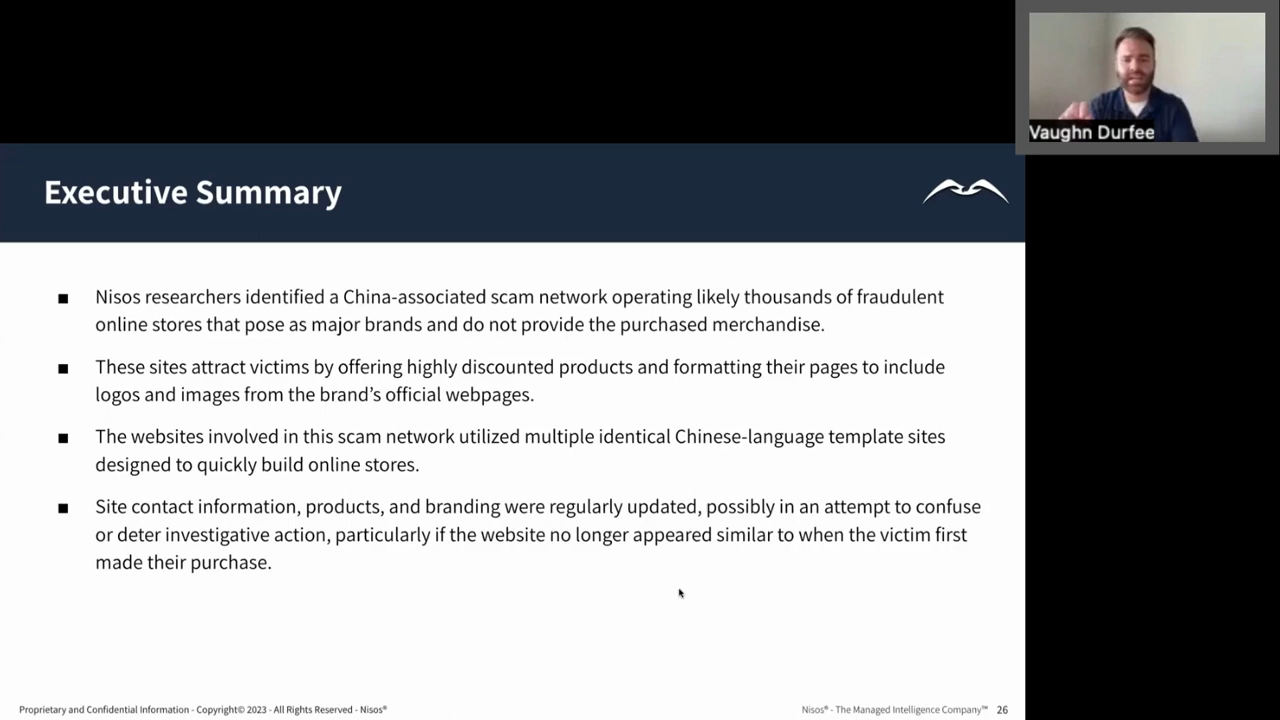 Vaughn Durfee
Executive Summary
■ Nisos researchers identified a China-associated scam network operating likely thousands of fraudulent
online stores that pose as major brands and do not provide the purchased merchandise.
■ These sites attract victims by offering highly discounted products and formatting their pages to include
logos and images from the brand’s official webpages.
■ The websites involved in this scam network utilized multiple identical Chinese-language template sites
designed to quickly build online stores.
■ Site contact information, products, and branding were regularly updated, possibly in an attempt to confuse
or deter investigative action, particularly if the website no longer appeared similar to when the victim first
made their purchase.
Proprietary and Confidential Information - Copyright© 2023 - All Rights Reserved - Nisos®
Nisos® - The Managed Intelligence Company™ 26